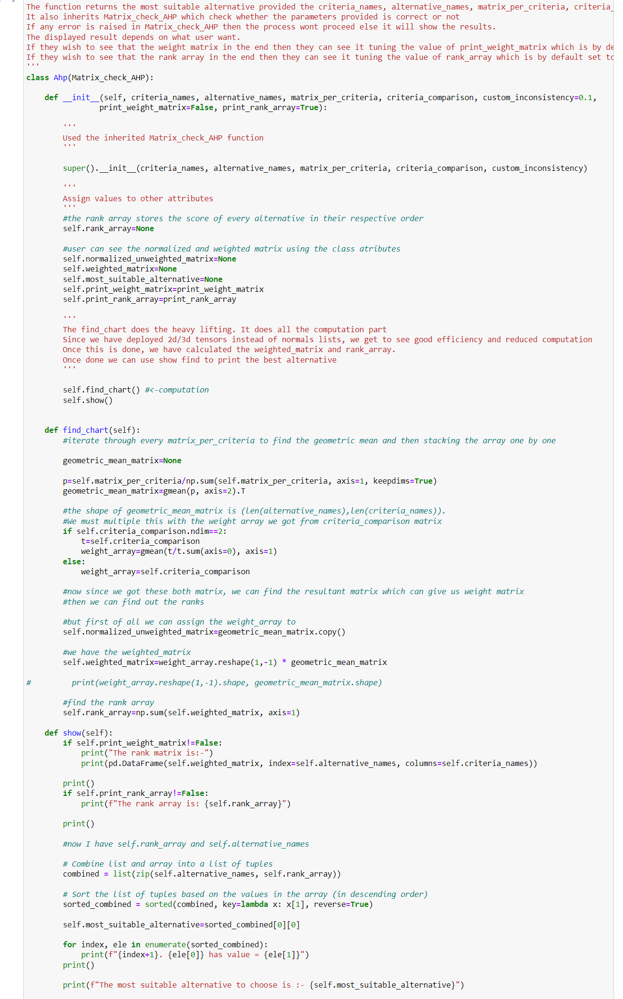 The function returns the most suitable alternative provided the criteria_names, alternative_names, matrix_per_criteria, criteria_
It also inherits Matrix_check_AHP which check whether the parameters provided is correct or not
If any error is raised in Matrix_check_AHP then the process wont proceed else it will show the results.
The displayed result depends on what user want.
If they wish to see that the weight matrix in the end then they can see it tuning the value of print_weight_matrix which is by de
If they wish to see that the rank array in the end then they can see it tuning the value of rank_array which is by default set to
'''
class Ahp(Matrix_check_AHP):

    def __init__(self, criteria_names, alternative_names, matrix_per_criteria, criteria_comparison, custom_inconsistency=0.1,
                print_weight_matrix=False, print_rank_array=True):

        '''
        Used the inherited Matrix_check_AHP function
        '''

        super().__init__(criteria_names, alternative_names, matrix_per_criteria, criteria_comparison, custom_inconsistency)

        '''
        Assign values to other attributes
        '''
        #the rank array stores the score of every alternative in their respective order
        self.rank_array=None

        #user can see the normalized and weighted matrix using the class atributes
        self.normalized_unweighted_matrix=None
        self.weighted_matrix=None
        self.most_suitable_alternative=None
        self.print_weight_matrix=print_weight_matrix
        self.print_rank_array=print_rank_array

        '''
        The find_chart does the heavy lifting. It does all the computation part
        Since we have deployed 2d/3d tensors instead of normals lists, we get to see good efficiency and reduced computation
        Once this is done, we have calculated the weighted_matrix and rank_array.
        Once done we can use show find to print the best alternative
        '''

        self.find_chart() #<-computation
        self.show()


    def find_chart(self):
        #iterate through every matrix_per_criteria to find the geometric mean and then stacking the array one by one

        geometric_mean_matrix=None

        p=self.matrix_per_criteria/np.sum(self.matrix_per_criteria, axis=1, keepdims=True)
        geometric_mean_matrix=gmean(p, axis=2).T

        #the shape of geometric_mean_matrix is (len(alternative_names),len(criteria_names)).
        #We must multiple this with the weight array we got from criteria_comparison matrix
        if self.criteria_comparison.ndim==2:
            t=self.criteria_comparison
            weight_array=gmean(t/t.sum(axis=0), axis=1)
        else:
            weight_array=self.criteria_comparison

        #now since we got these both matrix, we can find the resultant matrix which can give us weight matrix
        #then we can find out the ranks

        #but first of all we can assign the weight_array to
        self.normalized_unweighted_matrix=geometric_mean_matrix.copy()

        #we have the weighted_matrix
        self.weighted_matrix=weight_array.reshape(1,-1) * geometric_mean_matrix

#         print(weight_array.reshape(1,-1).shape, geometric_mean_matrix.shape)

        #find the rank array
        self.rank_array=np.sum(self.weighted_matrix, axis=1)

    def show(self):
        if self.print_weight_matrix!=False:
            print("The rank matrix is:-")
            print(pd.DataFrame(self.weighted_matrix, index=self.alternative_names, columns=self.criteria_names))

        print()
        if self.print_rank_array!=False:
            print(f"The rank array is: {self.rank_array}")

        print()

        #now I have self.rank_array and self.alternative_names

        # Combine list and array into a list of tuples
        combined = list(zip(self.alternative_names, self.rank_array))

        # Sort the list of tuples based on the values in the array (in descending order)
        sorted_combined = sorted(combined, key=lambda x: x[1], reverse=True)

        self.most_suitable_alternative=sorted_combined[0][0]

        for index, ele in enumerate(sorted_combined):
            print(f"{index+1}. {ele[0]} has value = {ele[1]}")
        print()

        print(f"The most suitable alternative to choose is :- {self.most_suitable_alternative}")